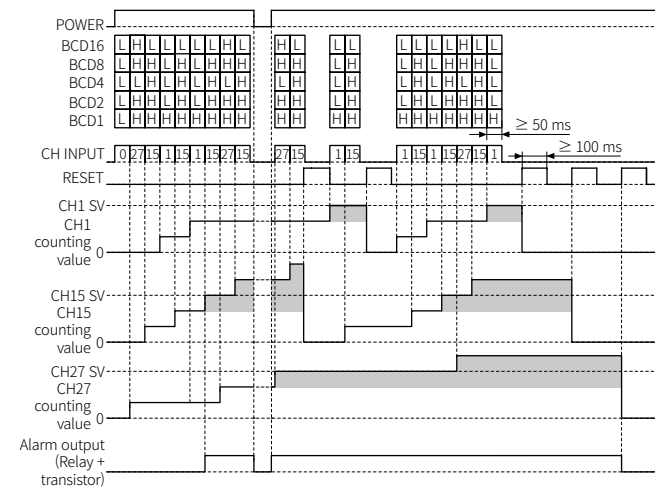 POWER
BCD16 L H L L L L L H L H L L L L L L L H L L
BCD8 L H H L H L H H H H H L H L H L H H H L
BCD4 L L H L H L H L H L H L H L H L H L H L
BCD2 L H H L H L H H H H H L H L H L H H H L
BCD1 L H H H H H H H H H H H H H H H H H H H
≥ 50 ms
CH INPUT 0 27 15 1 15 1 15 27 15 27 15 1 15 1 15 1 15 27 15 1
≥ 100 ms
RESET
CH1 SV
CH1
counting
value 0
CH15 SV
CH15
counting
value 0
CH27 SV
CH27
counting
value 0
Alarm output
(Relay +
transistor)